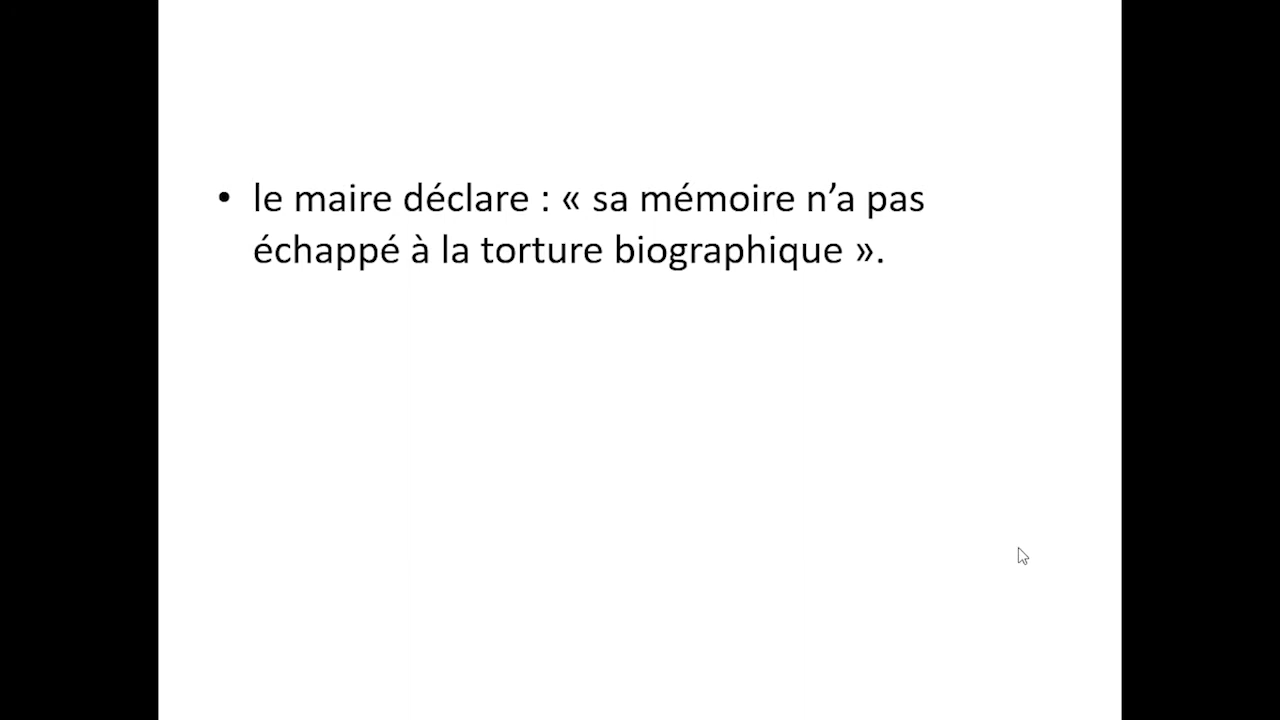 • le maire déclare : « sa mémoire n’a pas
échappé à la torture biographique ».